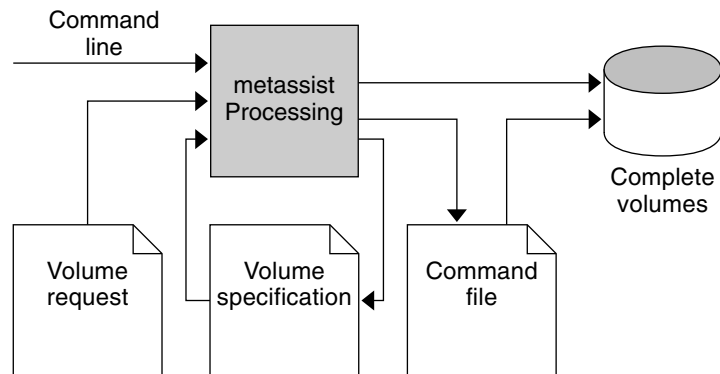 Command
line
metassist
Processing
Complete
volumes
Volume
request
Volume
specification
Command
file